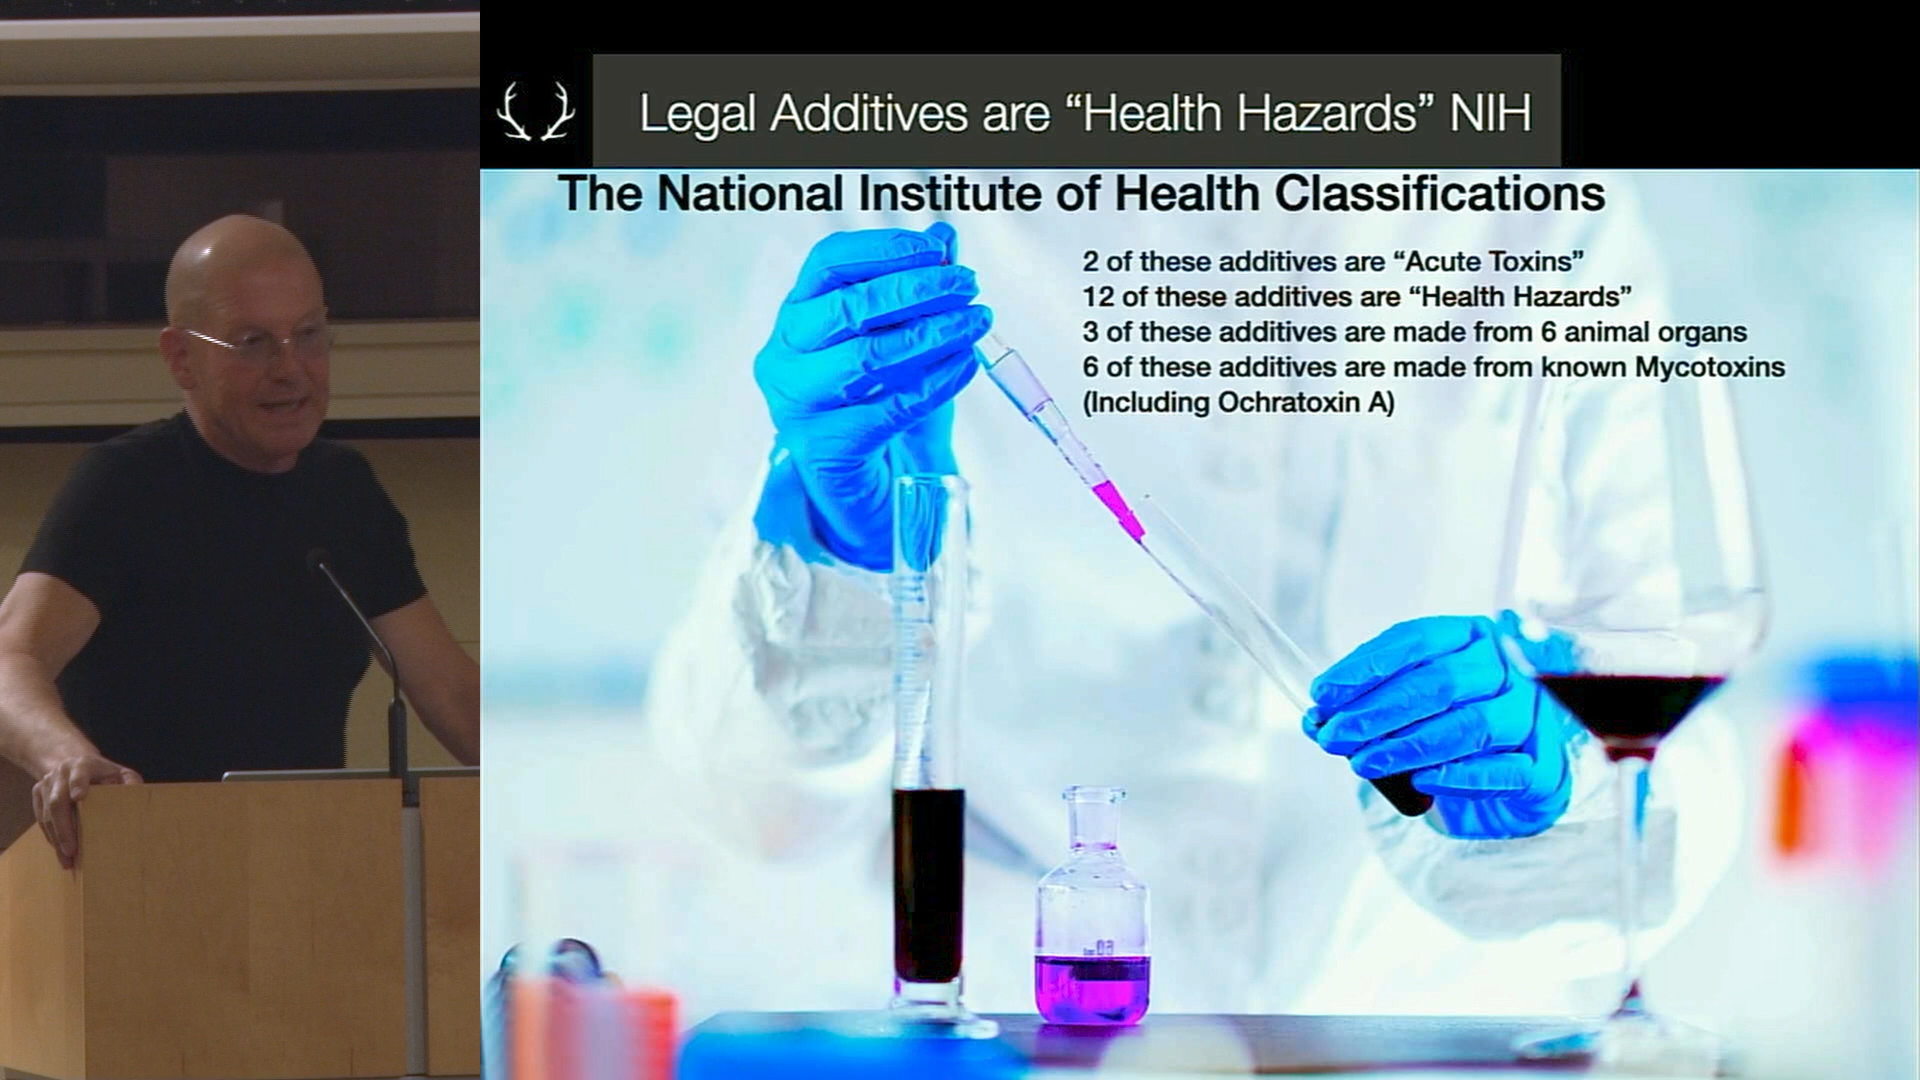 Legal Additives are “Health Hazards” NIH
The National Institute of Health Classifications
2 of these additives are “Acute Toxins”
12 of these additives are “Health Hazards”
3 of these additives are made from 6 animal organs
6 of these additives are made from known Mycotoxins
(Including Ochratoxin A)